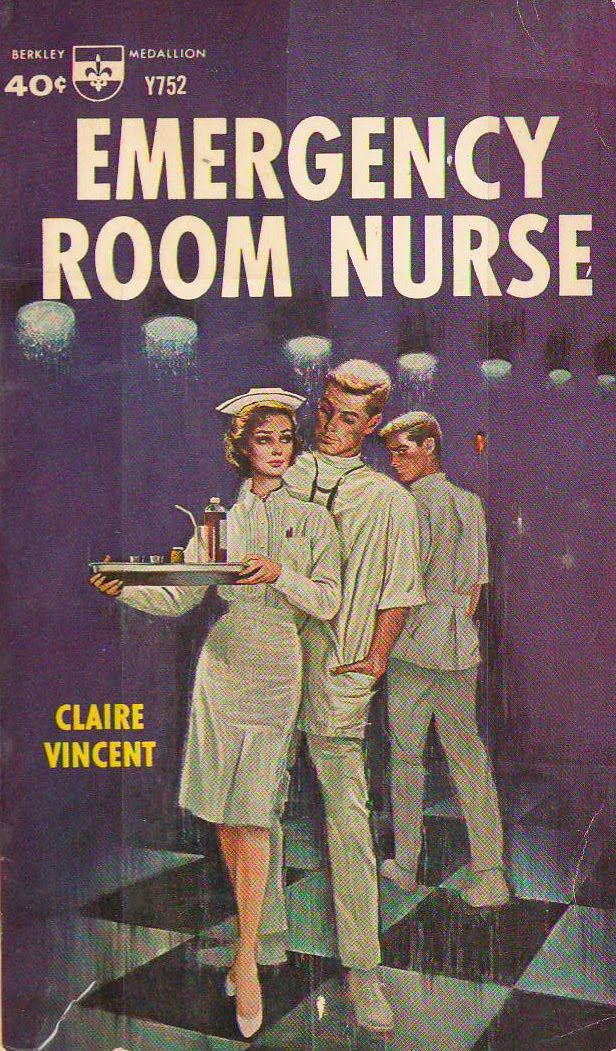 BERKLEY MEDALLION
40¢ Y752
EMERGENCY
ROOM NURSE
CLAIRE
VINCENT